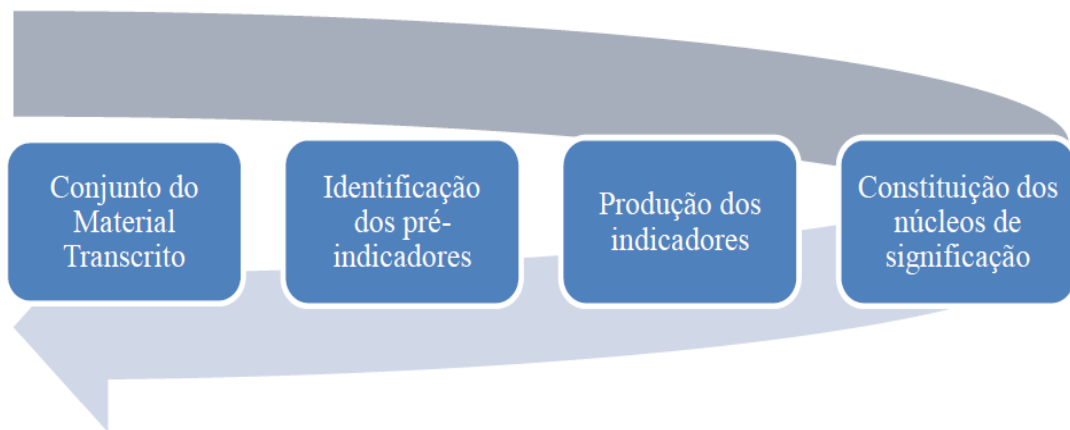 Conjunto do
Material
Transcrito
Identificação
dos pré-
indicadores
Produção dos
indicadores
Constituição dos
núcleos de
significação